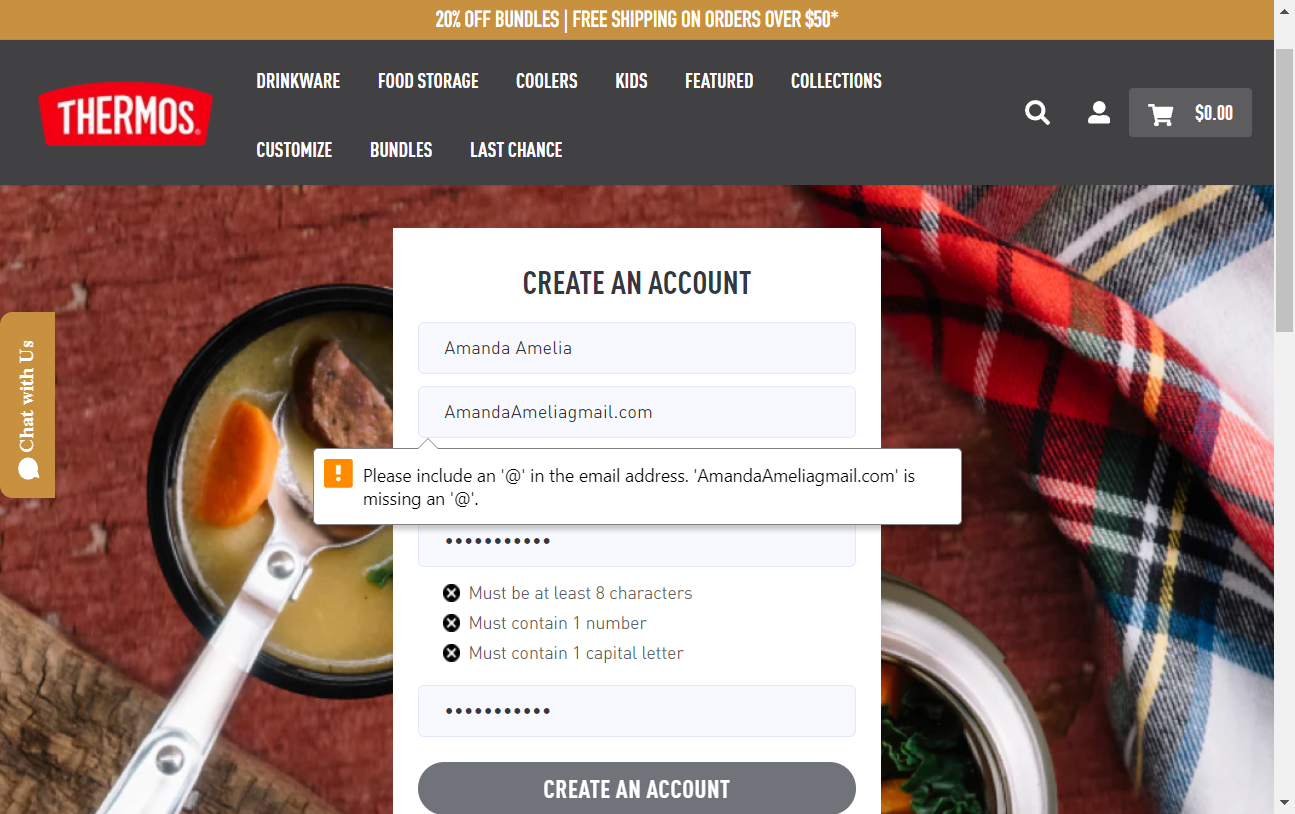 20% OFF BUNDLES | FREE SHIPPING ON ORDERS OVER $50*
DRINKWARE FOOD STORAGE COOLERS KIDS FEATURED COLLECTIONS
THERMOS®
$0.00
CUSTOMIZE BUNDLES LAST CHANCE
CREATE AN ACCOUNT
Amanda Amelia
Chat with Us
AmandaAmeliagmail.com
Please include an '@' in the email address. 'AmandaAmeliagmail.com' is
missing an '@'.
Must be at least 8 characters
Must contain 1 number
Must contain 1 capital letter
CREATE AN ACCOUNT